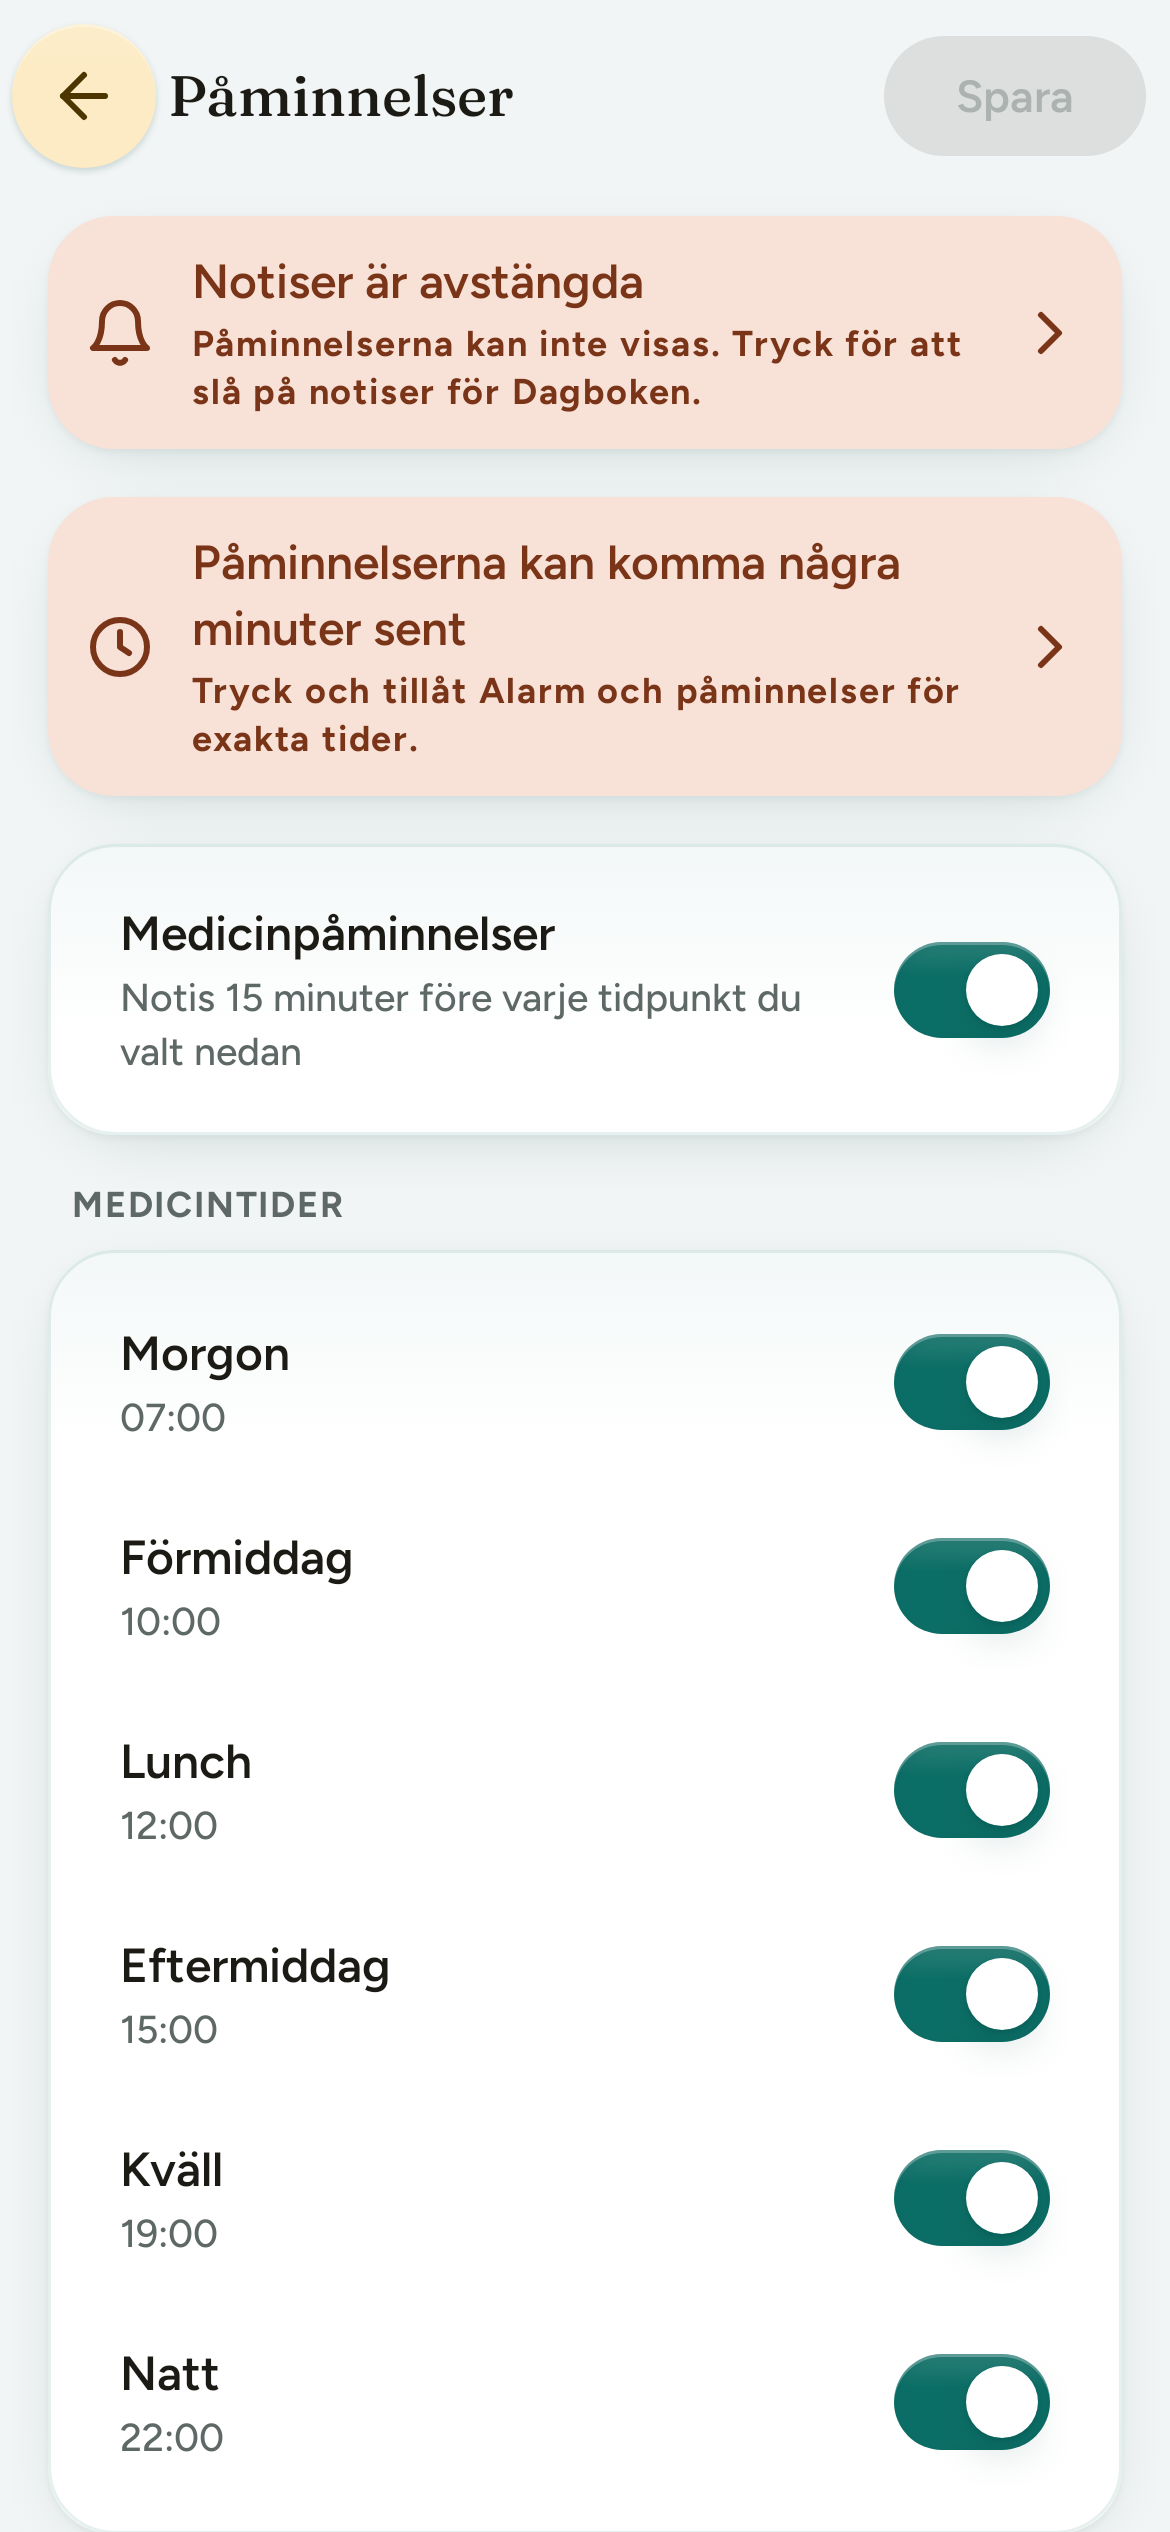 Påminnelser
Spara
Notiser är avstängda
Påminnelserna kan inte visas. Tryck för att
slå på notiser för Dagboken.
Påminnelserna kan komma några
minuter sent
Tryck och tillåt Alarm och påminnelser för
exakta tider.
Medicinpåminnelser
Notis 15 minuter före varje tidpunkt du
valt nedan
MEDICINTIDER
Morgon
07:00
Förmiddag
10:00
Lunch
12:00
Eftermiddag
15:00
Kväll
19:00
Natt
22:00